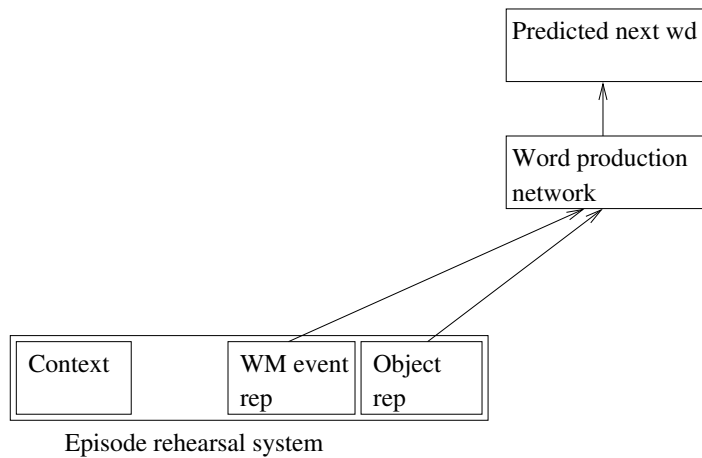 Predicted next wd
Word production
network
Context
WM event
rep
Object
rep
Episode rehearsal system